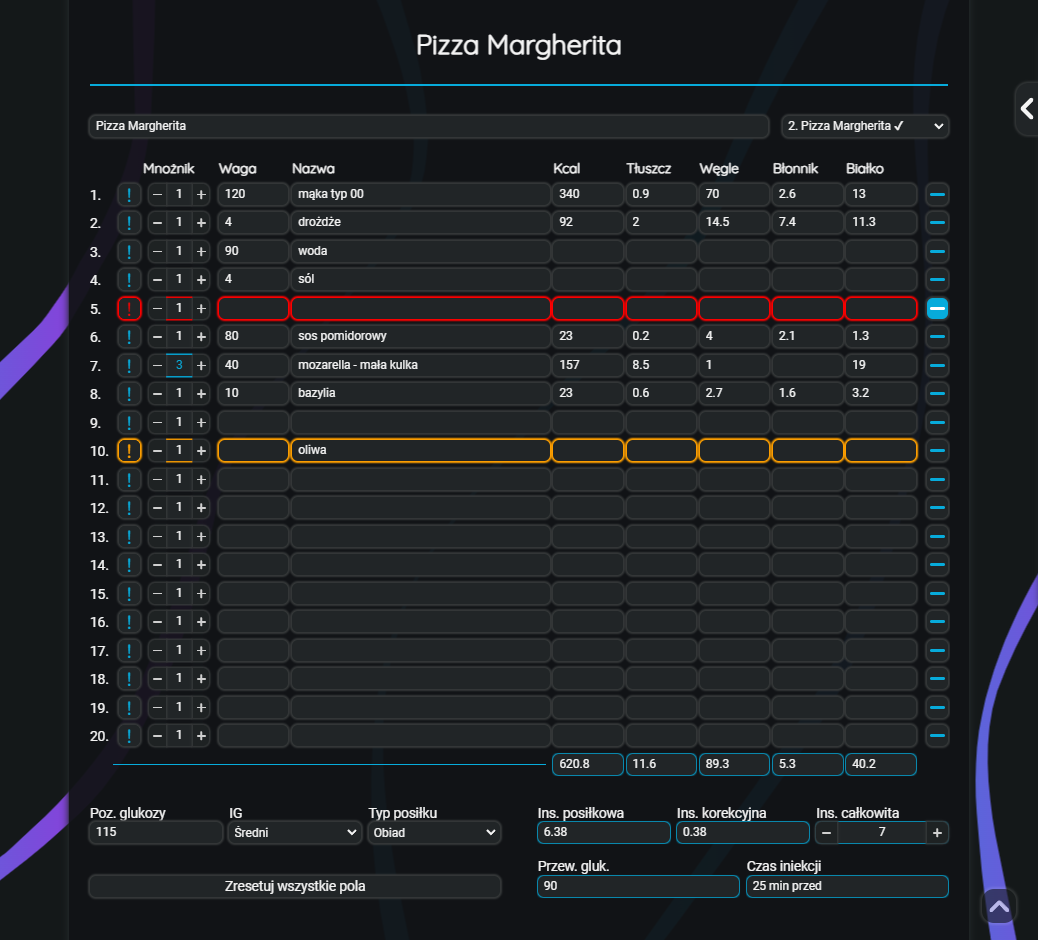 Pizza Margherita
Pizza Margherita 2. Pizza Margherita ✓
Mnożnik Waga Nazwa Kcal Tłuszcz Węgle Błonnik Białko
1. ! − 1 + 120 mąka typ 00 340 0.9 70 2.6 13
2. ! − 1 + 4 drożdże 92 2 14.5 7.4 11.3
3. ! − 1 + 90 woda
4. ! − 1 + 4 sól
5. ! − 1 +
6. ! − 1 + 80 sos pomidorowy 23 0.2 4 2.1 1.3
7. ! − 3 + 40 mozarella - mała kulka 157 8.5 1 19
8. ! − 1 + 10 bazylia 23 0.6 2.7 1.6 3.2
9. ! − 1 +
10. ! − 1 + oliwa
11. ! − 1 +
12. ! − 1 +
13. ! − 1 +
14. ! − 1 +
15. ! − 1 +
16. ! − 1 +
17. ! − 1 +
18. ! − 1 +
19. ! − 1 +
20. ! − 1 +
620.8 11.6 89.3 5.3 40.2
Poz. glukozy IG Typ posiłku Ins. posiłkowa Ins. korekcyjna Ins. całkowita
115 Średni Obiad 6.38 0.38 − 7 +
Przew. gluk. Czas iniekcji
Zresetuj wszystkie pola 90 25 min przed